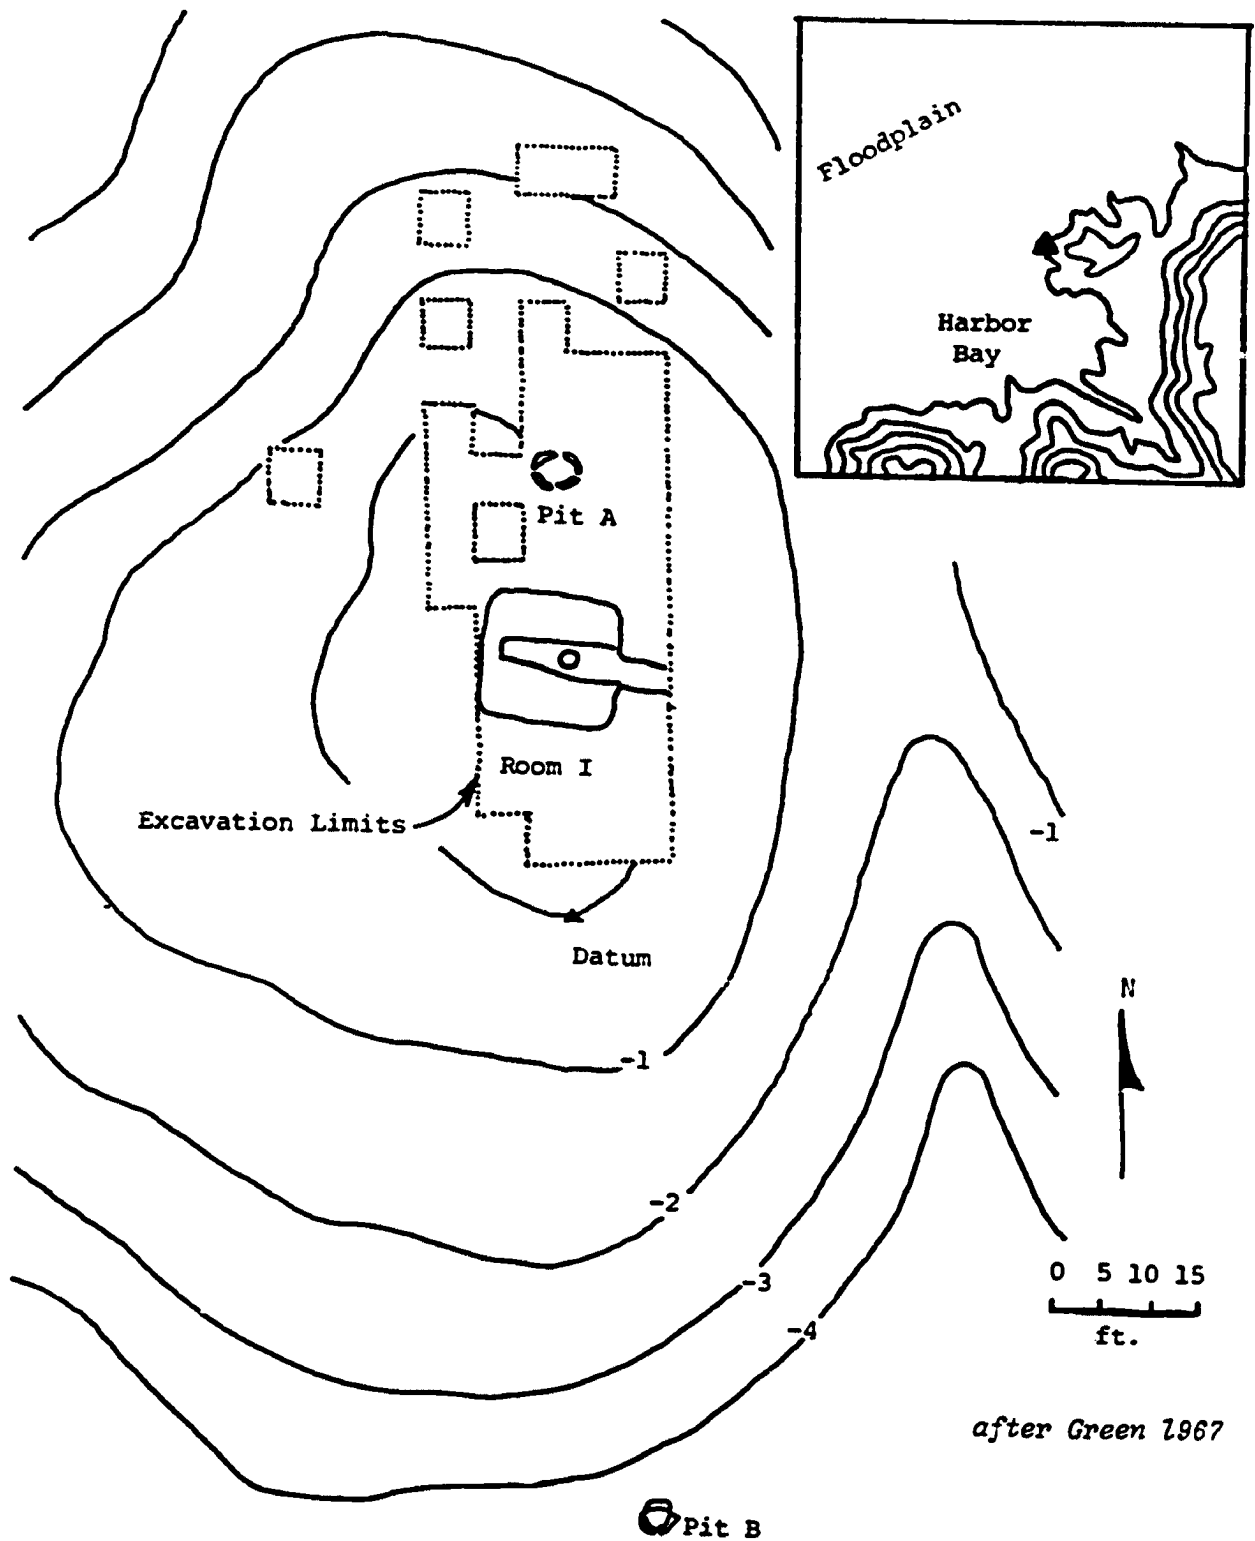 Floodplain
Harbor
Bay
Pit A
Room I
Excavation Limits
-1
Datum
N
-1
-2
0 5 10 15
-3
ft.
-4
after Green 1967
Pit B